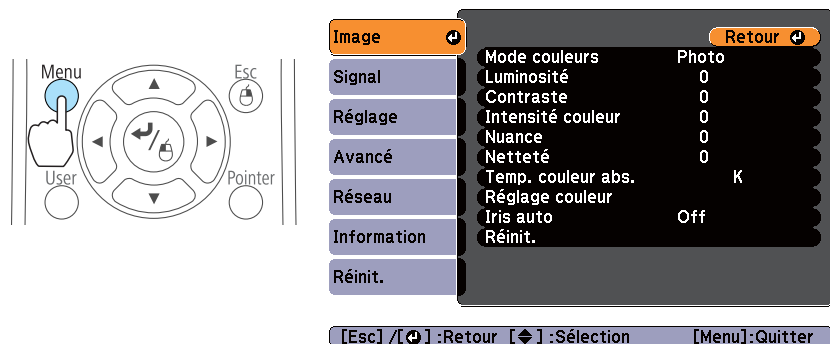 Menu
Esc
User
Pointer
Image
Signal
Réglage
Avancé
Réseau
Information
Réinit.
Retour
Mode couleurs Photo
Luminosité 0
Contraste 0
Intensité couleur 0
Nuance 0
Netteté 0
Temp. couleur abs. K
Réglage couleur
Iris auto Off
Réinit.
[Esc] /[ ] :Retour [ ] :Sélection [Menu]:Quitter